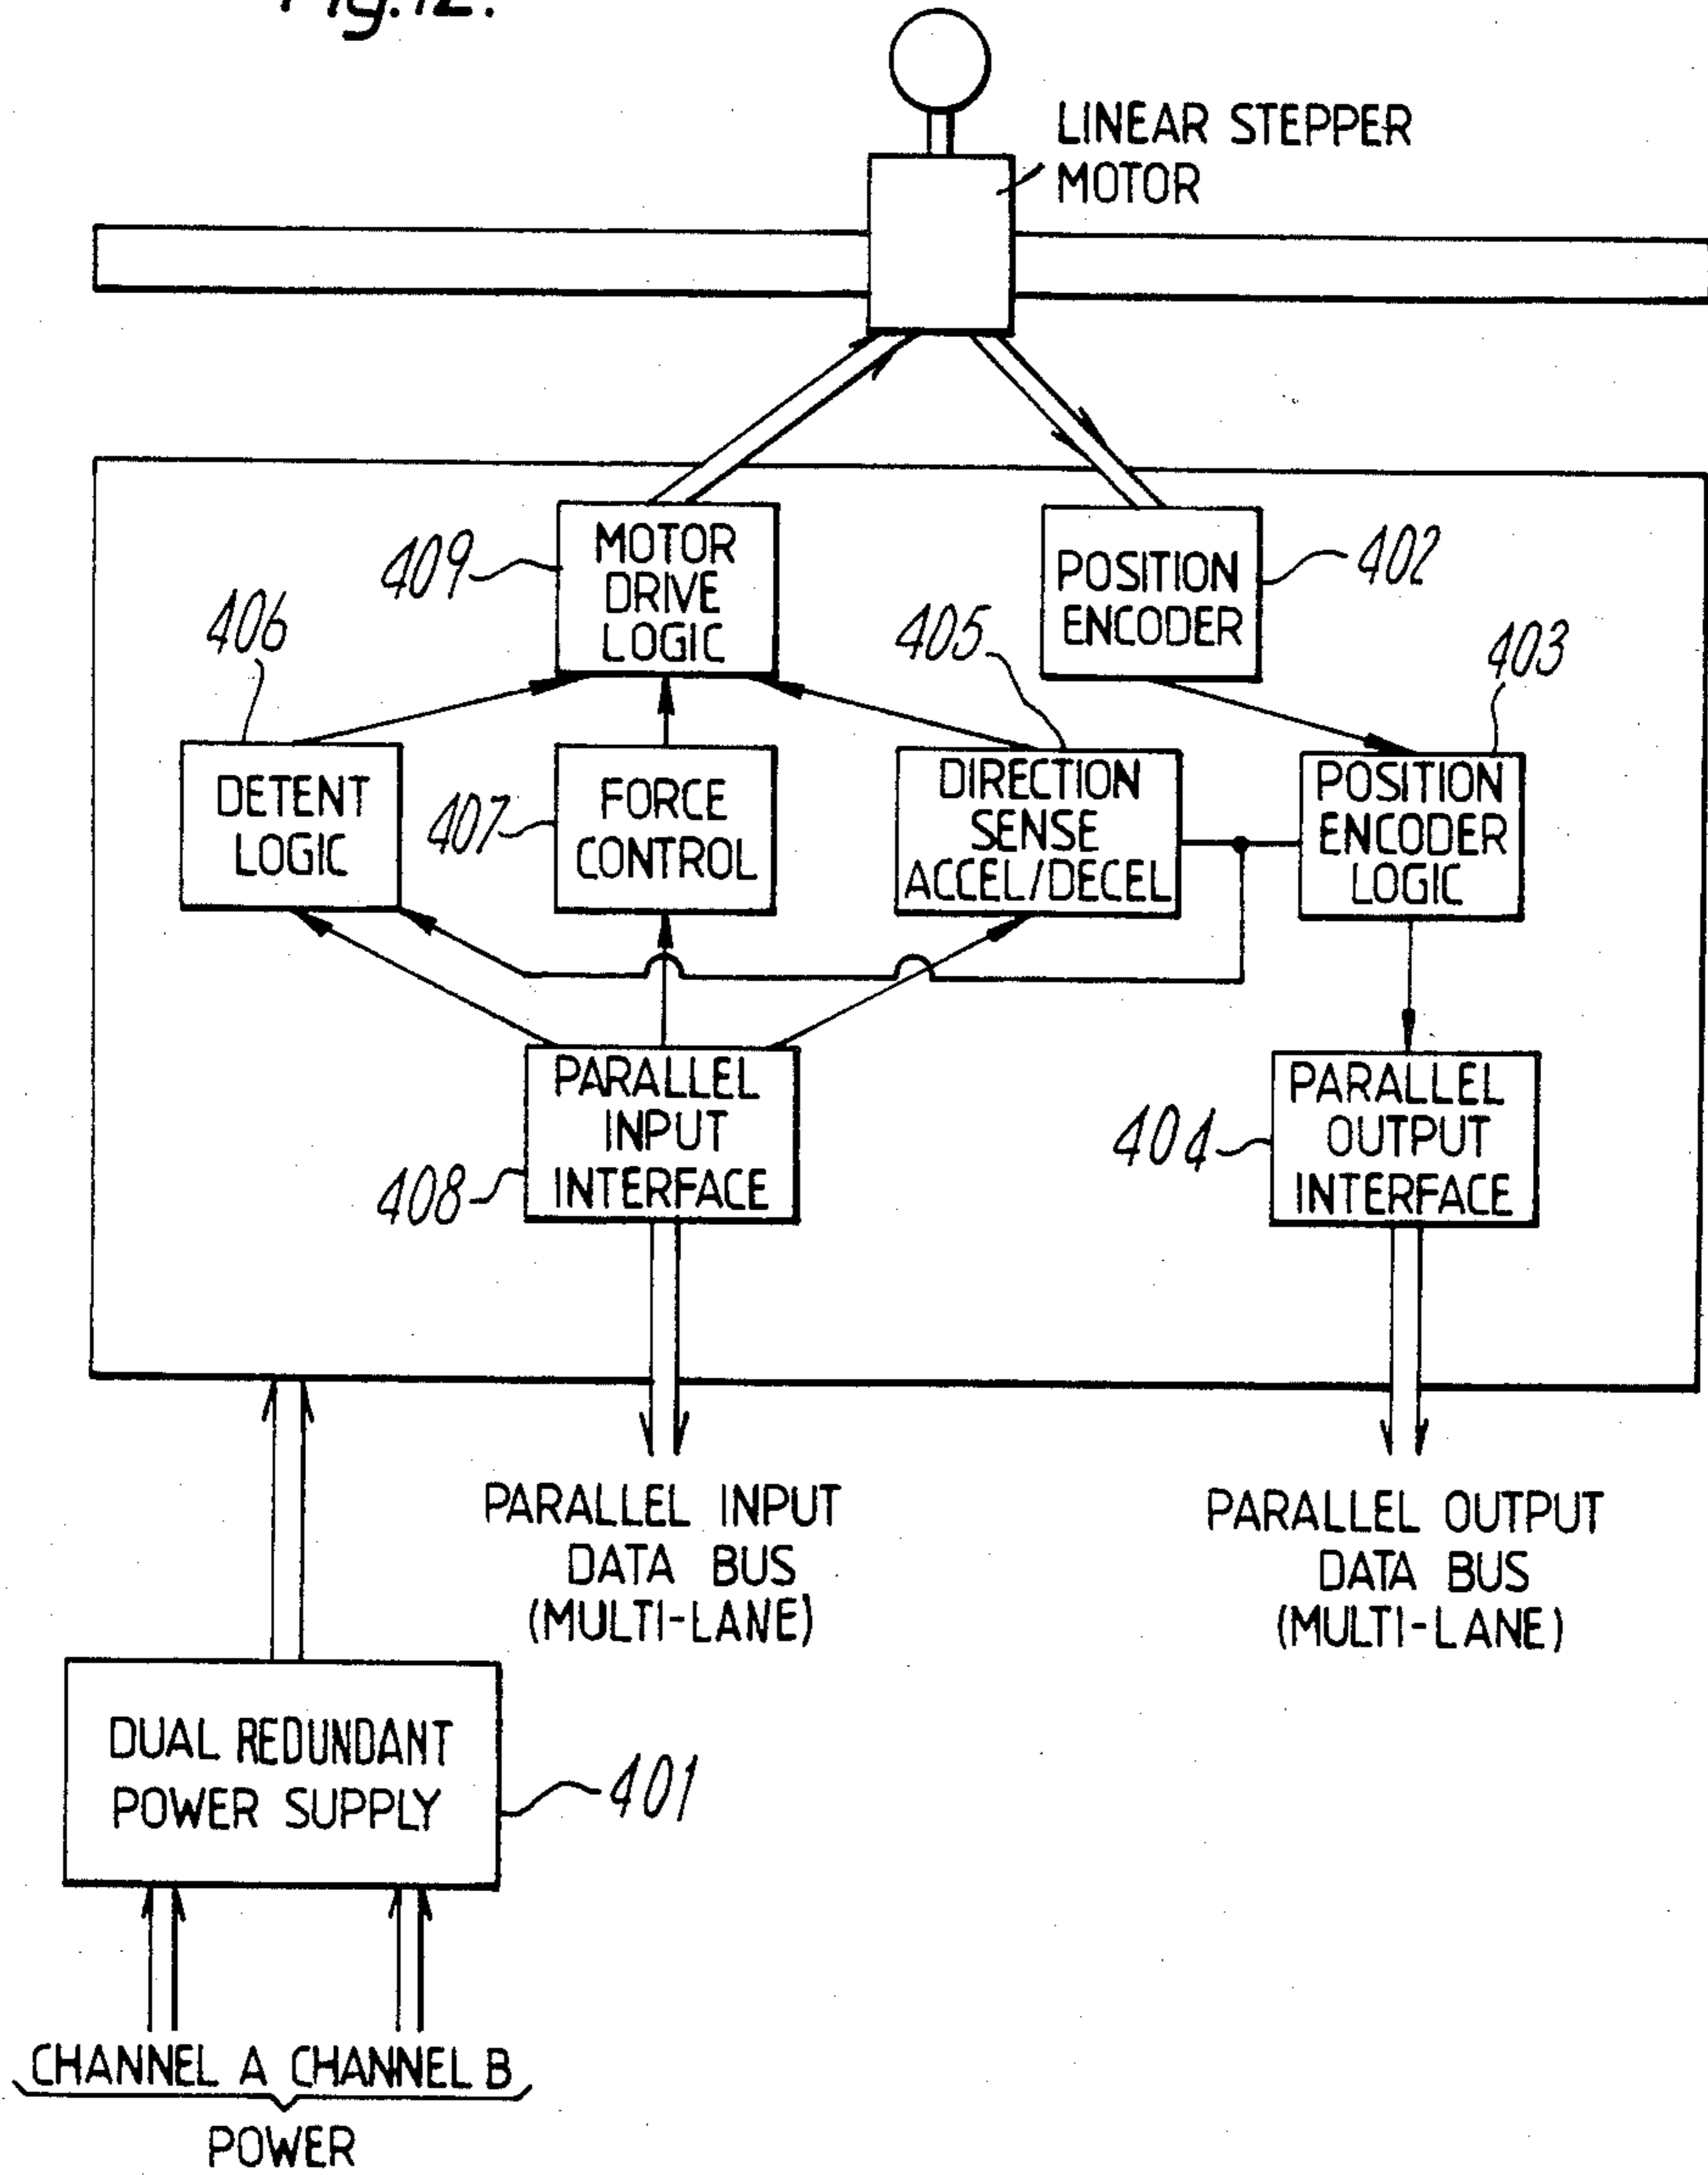 Fig.12.
LINEAR STEPPER
MOTOR
409
MOTOR
DRIVE
LOGIC
POSITION
ENCODER
402
406
405
403
DETENT
LOGIC
407
FORCE
CONTROL
DIRECTION
SENSE
ACCEL/DECEL
POSITION
ENCODER
LOGIC
408
PARALLEL
INPUT
INTERFACE
404
PARALLEL
OUTPUT
INTERFACE
PARALLEL INPUT
DATA BUS
(MULTI-LANE)
PARALLEL OUTPUT
DATA BUS
(MULTI-LANE)
DUAL REDUNDANT
POWER SUPPLY
401
CHANNEL A CHANNEL B
POWER